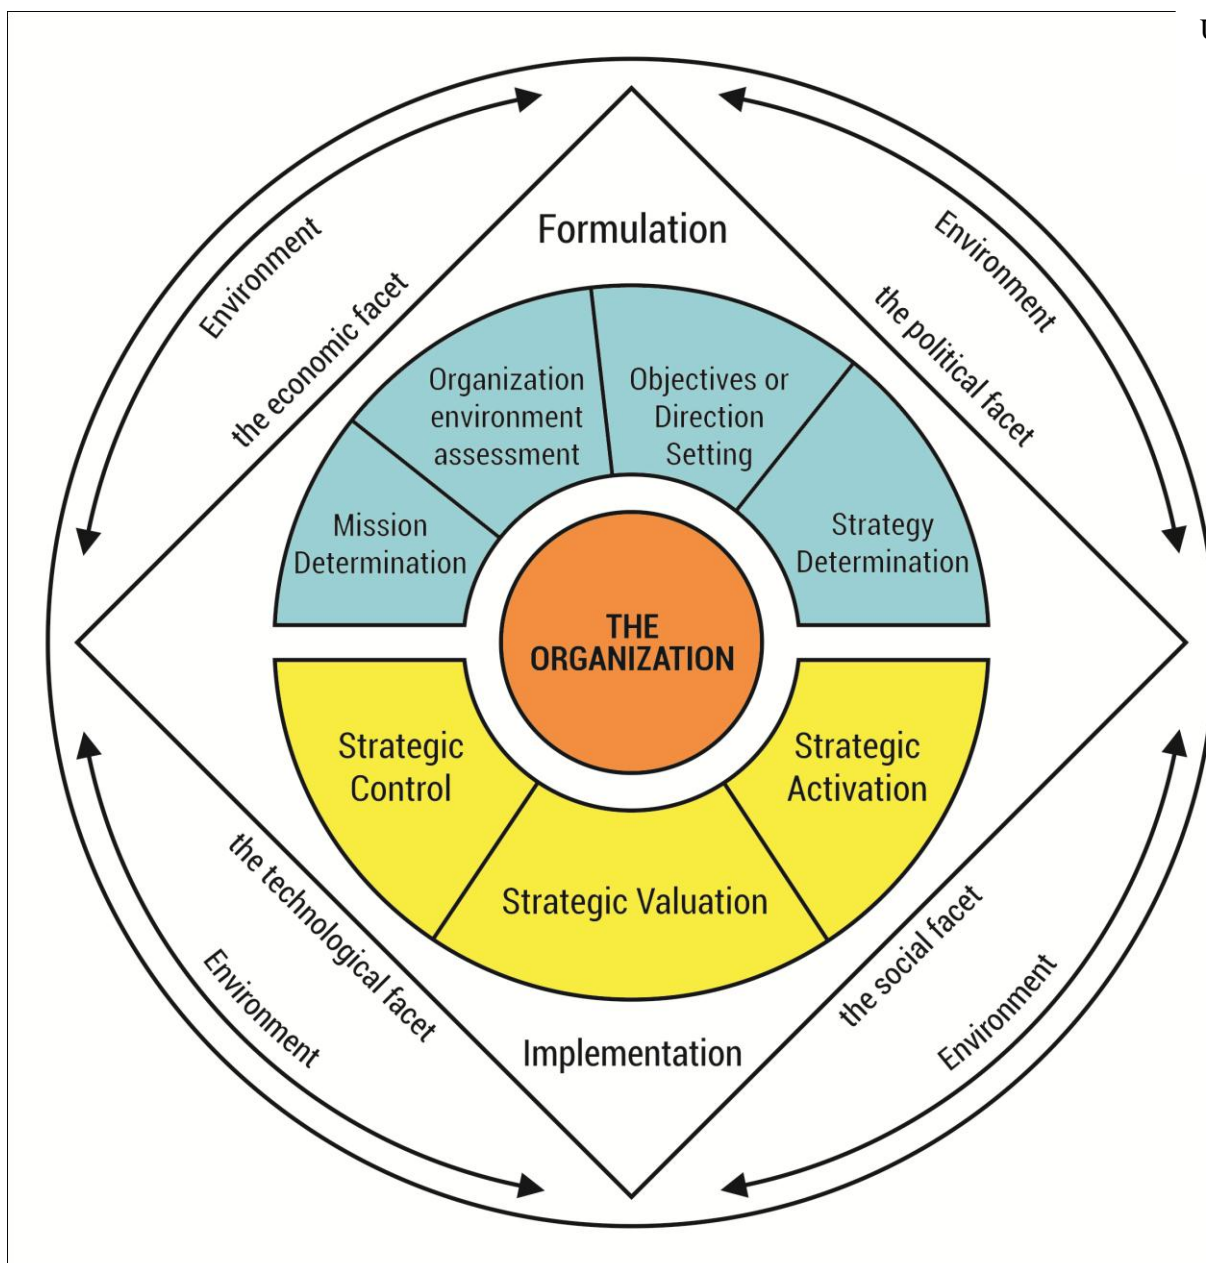 Formulation
Environment
the economic facet
Environment
the political facet
Organization
environment
assessment
Objectives or
Direction
Setting
Mission
Determination
Strategy
Determination
THE
ORGANIZATION
Strategic
Control
Strategic
Activation
Strategic Valuation
the technological facet
Environment
the social facet
Environment
Implementation